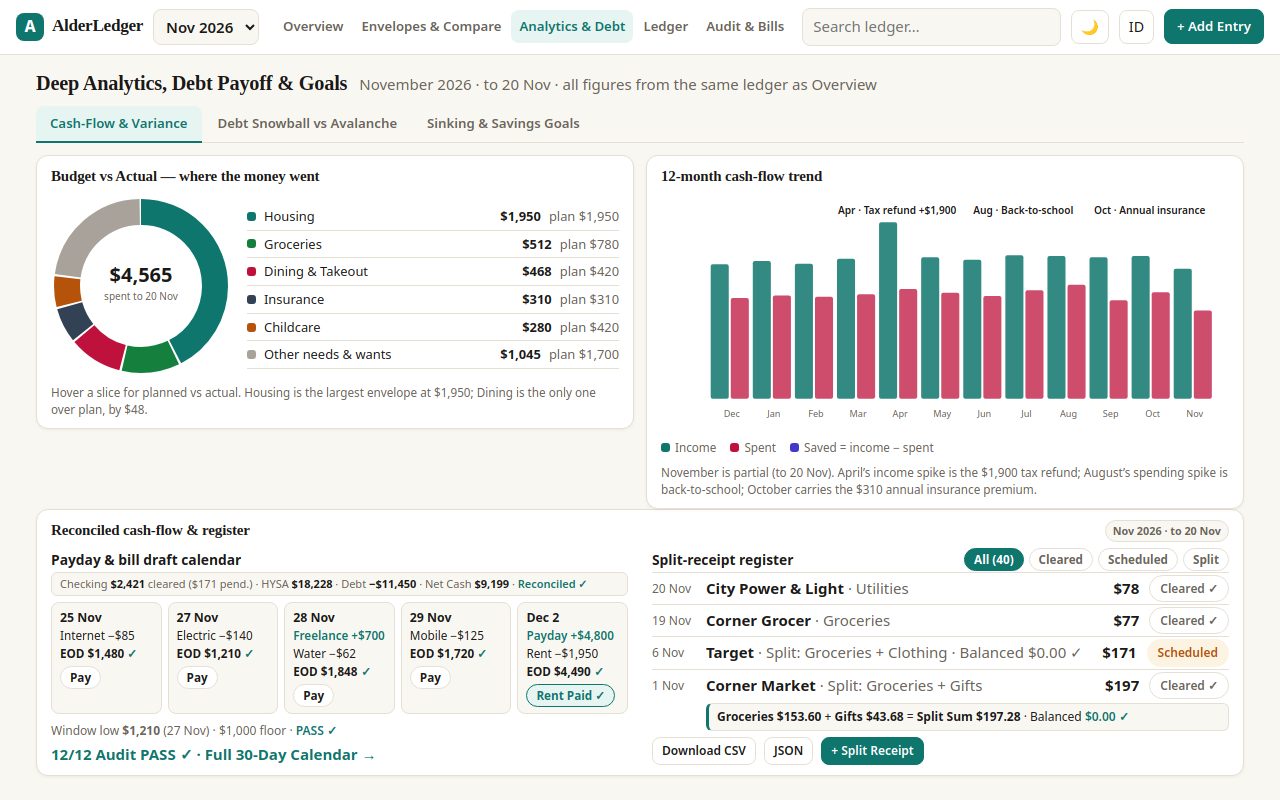 A AlderLedger Nov 2026 Overview Envelopes & Compare Analytics & Debt Ledger Audit & Bills Search ledger... ID + Add Entry
Deep Analytics, Debt Payoff & Goals November 2026 · to 20 Nov · all figures from the same ledger as Overview
Cash-Flow & Variance Debt Snowball vs Avalanche Sinking & Savings Goals
Budget vs Actual — where the money went
$4,565
spent to 20 Nov
Housing $1,950 plan $1,950
Groceries $512 plan $780
Dining & Takeout $468 plan $420
Insurance $310 plan $310
Childcare $280 plan $420
Other needs & wants $1,045 plan $1,700
Hover a slice for planned vs actual. Housing is the largest envelope at $1,950; Dining is the only one
over plan, by $48.
12-month cash-flow trend
Apr · Tax refund +$1,900 Aug · Back-to-school Oct · Annual insurance
Dec Jan Feb Mar Apr May Jun Jul Aug Sep Oct Nov
Income Spent Saved = income − spent
November is partial (to 20 Nov). April's income spike is the $1,900 tax refund; August's spending spike is
back-to-school; October carries the $310 annual insurance premium.
Reconciled cash-flow & register Nov 2026 · to 20 Nov
Payday & bill draft calendar
Checking $2,421 cleared ($171 pend.) · HYSA $18,228 · Debt −$11,450 · Net Cash $9,199 · Reconciled ✓
25 Nov
Internet −$85
EOD $1,480 ✓
Pay
27 Nov
Electric −$140
EOD $1,210 ✓
Pay
28 Nov
Freelance +$700
Water −$62
EOD $1,848 ✓
Pay
29 Nov
Mobile −$125
EOD $1,720 ✓
Pay
Dec 2
Payday +$4,800
Rent −$1,950
EOD $4,490 ✓
Rent Paid ✓
Window low $1,210 (27 Nov) · $1,000 floor · PASS ✓
12/12 Audit PASS ✓ · Full 30-Day Calendar →
Split-receipt register All (40) Cleared Scheduled Split
20 Nov City Power & Light · Utilities $78 Cleared ✓
19 Nov Corner Grocer · Groceries $77 Cleared ✓
6 Nov Target · Split: Groceries + Clothing · Balanced $0.00 ✓ $171 Scheduled
1 Nov Corner Market · Split: Groceries + Gifts $197 Cleared ✓
Groceries $153.60 + Gifts $43.68 = Split Sum $197.28 · Balanced $0.00 ✓
Download CSV JSON + Split Receipt